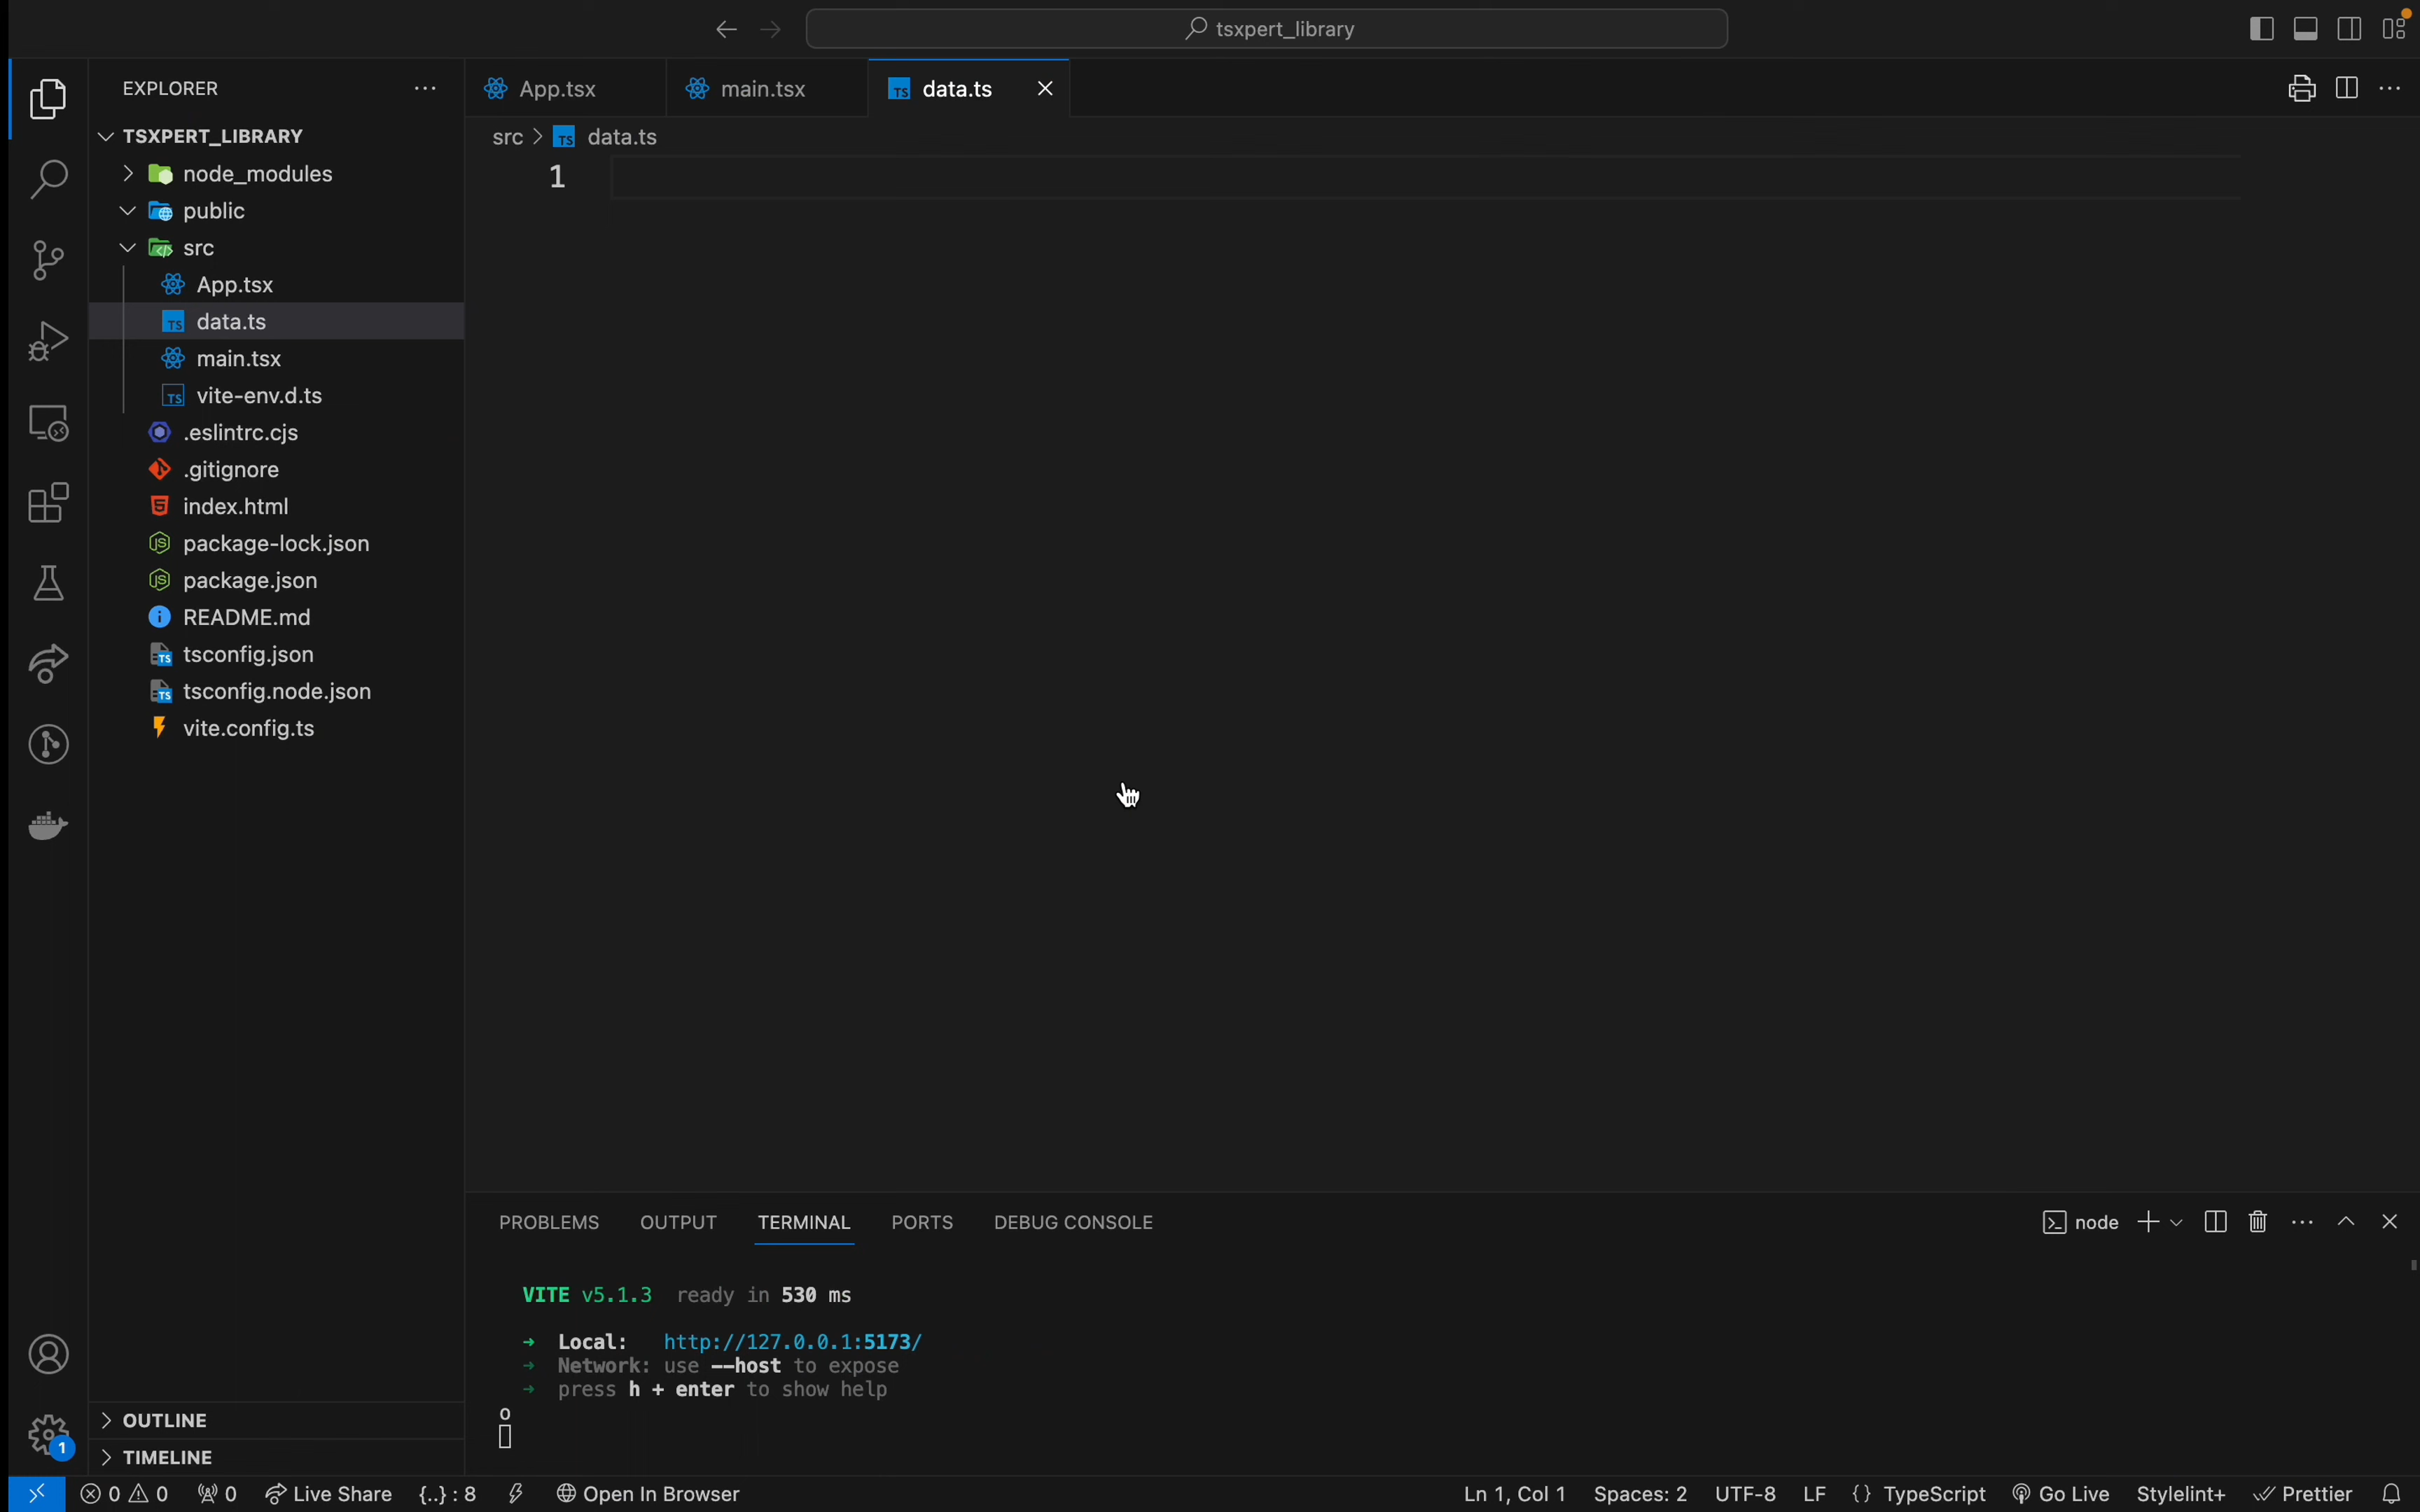 tsxpert_library
EXPLORER
App.tsx
main.tsx
data.ts
TSXPERT_LIBRARY
src > data.ts
node_modules
1
public
src
App.tsx
data.ts
main.tsx
vite-env.d.ts
.eslintrc.cjs
.gitignore
index.html
package-lock.json
package.json
README.md
tsconfig.json
tsconfig.node.json
vite.config.ts
PROBLEMS OUTPUT TERMINAL PORTS DEBUG CONSOLE
node
VITE v5.1.3 ready in 530 ms
➜ Local: http://127.0.0.1:5173/
➜ Network: use --host to expose
➜ press h + enter to show help
o
OUTLINE
TIMELINE
1
0 0 0 Live Share {..} : 8 Open In Browser Ln 1, Col 1 Spaces: 2 UTF-8 LF {} TypeScript Go Live Stylelint+ Prettier